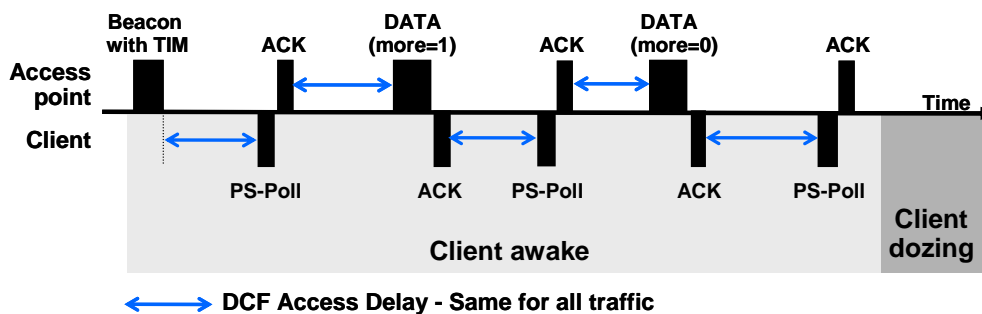 Beacon
with TIM
ACK
DATA
(more=1)
ACK
DATA
(more=0)
ACK
Access
point
Time
Client
PS-Poll
ACK
PS-Poll
ACK
PS-Poll
Client awake
Client
dozing
DCF Access Delay - Same for all traffic